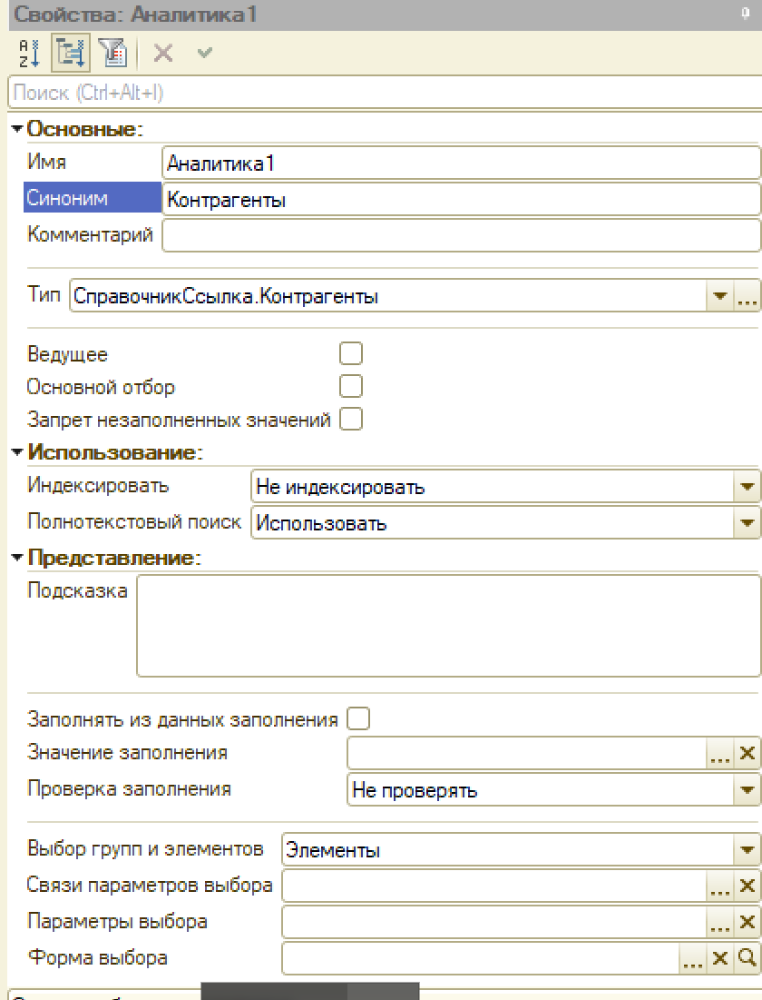 Свойства: Аналитика1
Поиск (Ctrl+Alt+I)
Основные:
Имя Аналитика1
Синоним Контрагенты
Комментарий
Тип СправочникСсылка.Контрагенты
Ведущее
Основной отбор
Запрет незаполненных значений
Использование:
Индексировать Не индексировать
Полнотекстовый поиск Использовать
Представление:
Подсказка
Заполнять из данных заполнения
Значение заполнения
Проверка заполнения Не проверять
Выбор групп и элементов Элементы
Связи параметров выбора
Параметры выбора
Форма выбора